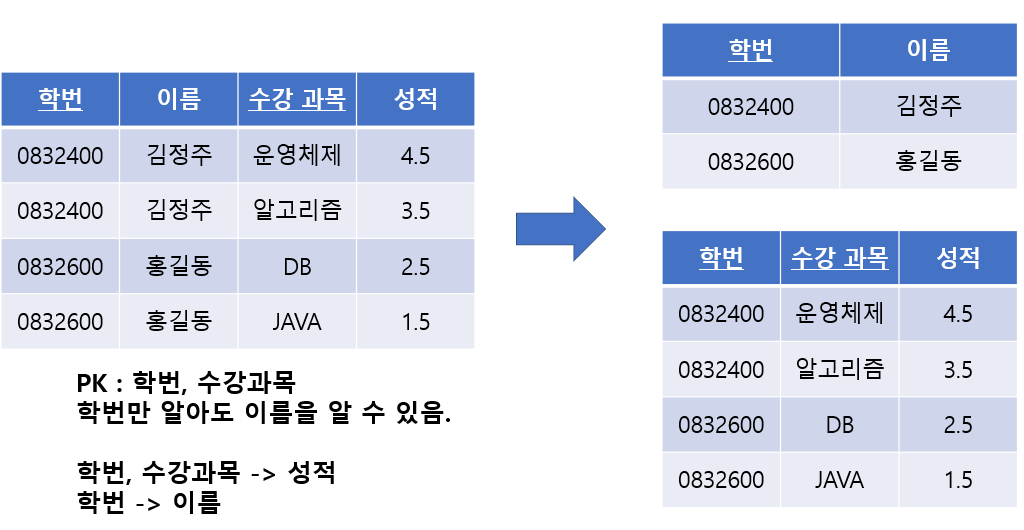 학번 이름 수강 과목 성적
0832400 김정주 운영체제 4.5
0832400 김정주 알고리즘 3.5
0832600 홍길동 DB 2.5
0832600 홍길동 JAVA 1.5
PK : 학번, 수강과목
학번만 알아도 이름을 알 수 있음.
학번, 수강과목 -> 성적
학번 -> 이름
학번 이름
0832400 김정주
0832600 홍길동
학번 수강 과목 성적
0832400 운영체제 4.5
0832400 알고리즘 3.5
0832600 DB 2.5
0832600 JAVA 1.5